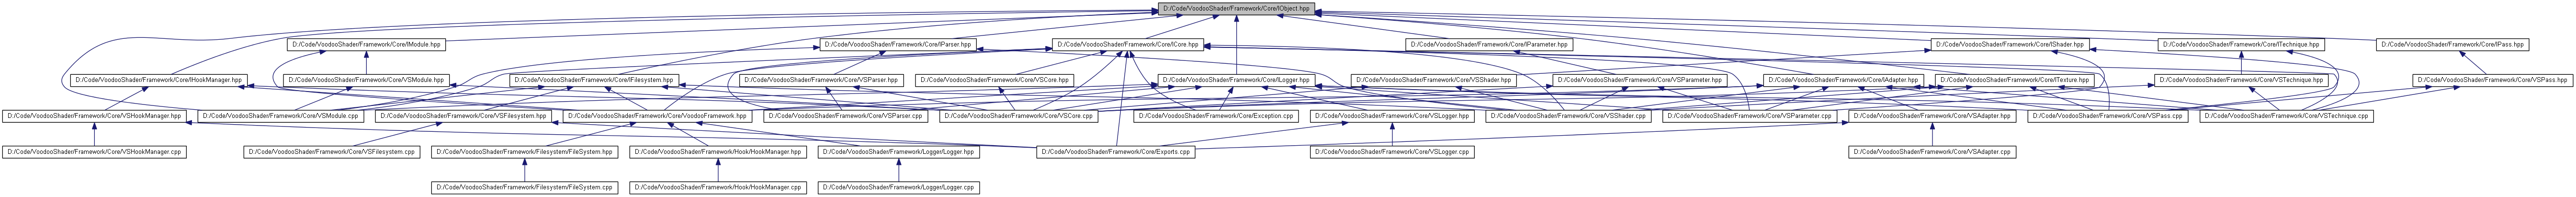 D:/Code/VoodooShader/Framework/Core/IObject.hpp
D:/Code/VoodooShader/Framework/Core/IModule.hpp
D:/Code/VoodooShader/Framework/Core/IParser.hpp
D:/Code/VoodooShader/Framework/Core/ICore.hpp
D:/Code/VoodooShader/Framework/Core/IParameter.hpp
D:/Code/VoodooShader/Framework/Core/IShader.hpp
D:/Code/VoodooShader/Framework/Core/ITechnique.hpp
D:/Code/VoodooShader/Framework/Core/IPass.hpp
D:/Code/VoodooShader/Framework/Core/IHookManager.hpp
D:/Code/VoodooShader/Framework/Core/VSModule.hpp
D:/Code/VoodooShader/Framework/Core/IFilesystem.hpp
D:/Code/VoodooShader/Framework/Core/VSParser.hpp
D:/Code/VoodooShader/Framework/Core/VSCore.hpp
D:/Code/VoodooShader/Framework/Core/ILogger.hpp
D:/Code/VoodooShader/Framework/Core/VSShader.hpp
D:/Code/VoodooShader/Framework/Core/VSParameter.hpp
D:/Code/VoodooShader/Framework/Core/IAdapter.hpp
D:/Code/VoodooShader/Framework/Core/ITexture.hpp
D:/Code/VoodooShader/Framework/Core/VSTechnique.hpp
D:/Code/VoodooShader/Framework/Core/VSPass.hpp
D:/Code/VoodooShader/Framework/Core/VSHookManager.hpp
D:/Code/VoodooShader/Framework/Core/VSModule.cpp
D:/Code/VoodooShader/Framework/Core/VSFilesystem.hpp
D:/Code/VoodooShader/Framework/Core/VoodooFramework.hpp
D:/Code/VoodooShader/Framework/Core/VSParser.cpp
D:/Code/VoodooShader/Framework/Core/VSCore.cpp
D:/Code/VoodooShader/Framework/Core/Exception.cpp
D:/Code/VoodooShader/Framework/Core/VSLogger.hpp
D:/Code/VoodooShader/Framework/Core/VSShader.cpp
D:/Code/VoodooShader/Framework/Core/VSParameter.cpp
D:/Code/VoodooShader/Framework/Core/VSAdapter.hpp
D:/Code/VoodooShader/Framework/Core/VSPass.cpp
D:/Code/VoodooShader/Framework/Core/VSTechnique.cpp
D:/Code/VoodooShader/Framework/Core/VSHookManager.cpp
D:/Code/VoodooShader/Framework/Core/VSFilesystem.cpp
D:/Code/VoodooShader/Framework/Filesystem/FileSystem.hpp
D:/Code/VoodooShader/Framework/Hook/HookManager.hpp
D:/Code/VoodooShader/Framework/Logger/Logger.hpp
D:/Code/VoodooShader/Framework/Core/Exports.cpp
D:/Code/VoodooShader/Framework/Core/VSLogger.cpp
D:/Code/VoodooShader/Framework/Core/VSAdapter.cpp
D:/Code/VoodooShader/Framework/Filesystem/FileSystem.cpp
D:/Code/VoodooShader/Framework/Hook/HookManager.cpp
D:/Code/VoodooShader/Framework/Logger/Logger.cpp